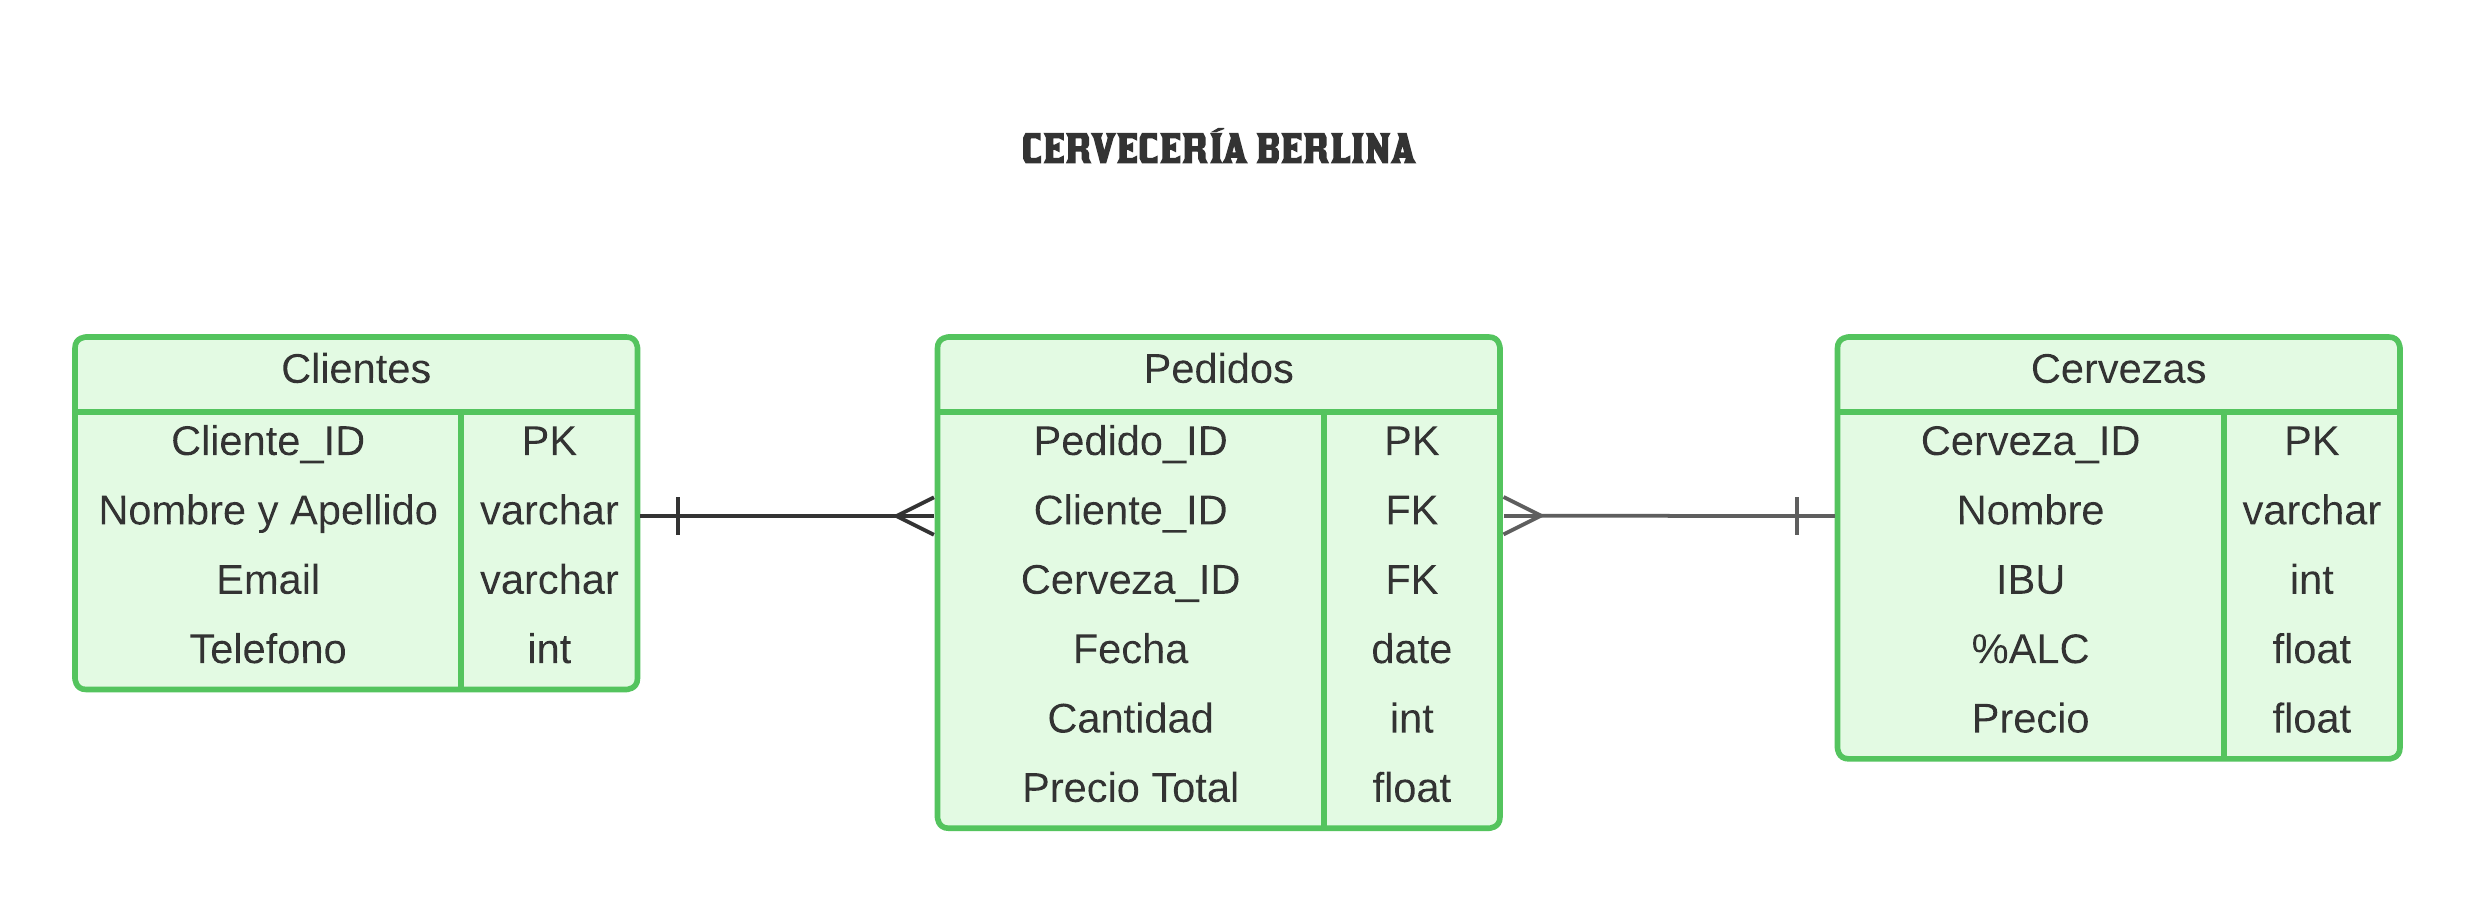 CERVECERÍA BERLINA
Clientes
Cliente_ID PK
Nombre y Apellido varchar
Email varchar
Telefono int
Pedidos
Pedido_ID PK
Cliente_ID FK
Cerveza_ID FK
Fecha date
Cantidad int
Precio Total float
Cervezas
Cerveza_ID PK
Nombre varchar
IBU int
%ALC float
Precio float